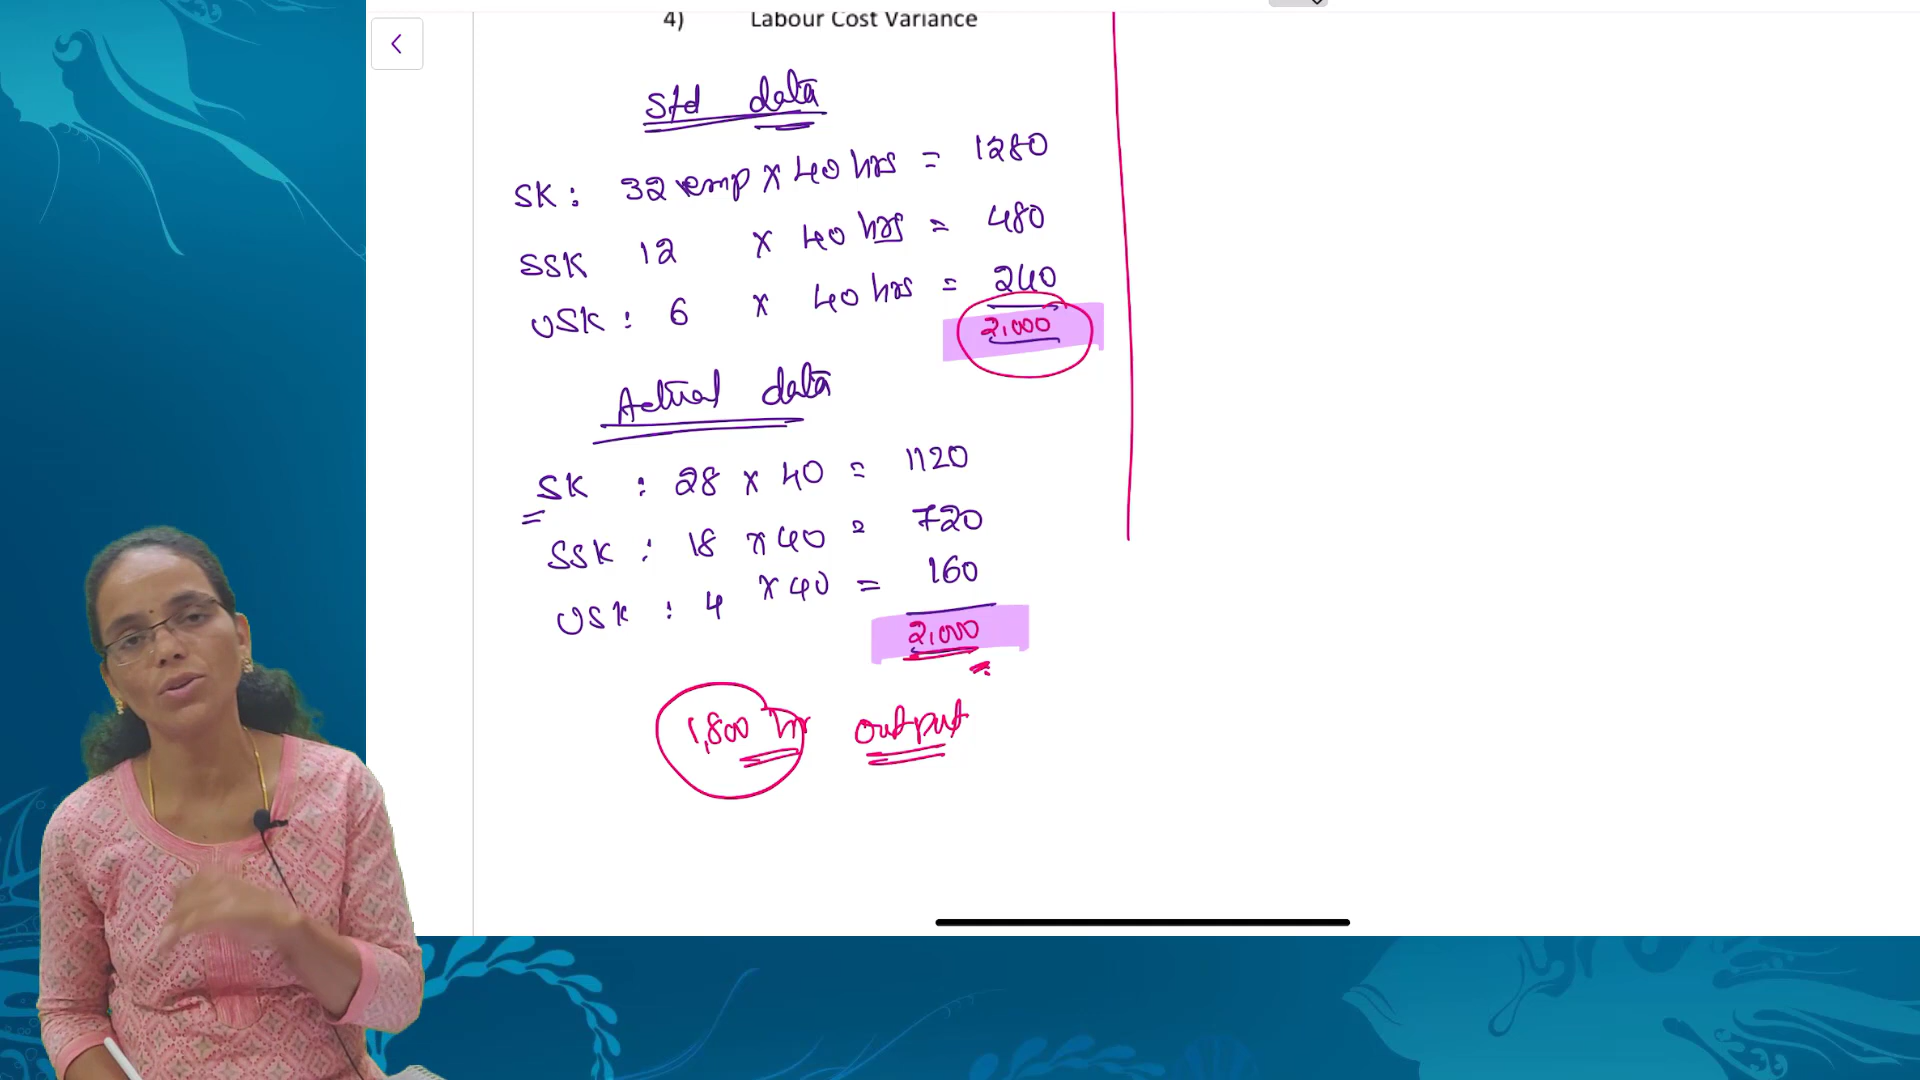 4) Labour Cost Variance
Std data
SK : 32 emp x 40 hrs = 1280
SSK 12 x 40 hrs = 480
USK : 6 x 40 hrs = 240
2,000
Actual data
SK : 28 x 40 = 1120
SSK : 18 x 40 = 720
USK : 4 x 40 = 160
2,000
1,800 hr output